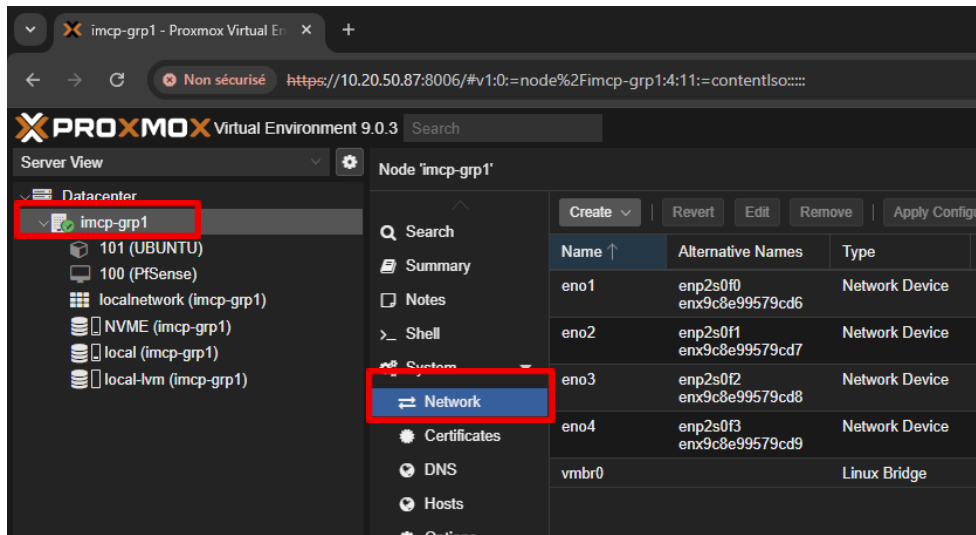 imcp-grp1 - Proxmox Virtual En
Non sécurisé https://10.20.50.87:8006/#v1:0:=node%2Fimcp-grp1:4:11:=contentIso:::::
PROXMOX Virtual Environment 9.0.3 Search
Server View
Node 'imcp-grp1'
Datacenter
imcp-grp1
101 (UBUNTU)
100 (PfSense)
localnetwork (imcp-grp1)
NVME (imcp-grp1)
local (imcp-grp1)
local-lvm (imcp-grp1)
Search
Summary
Notes
Shell
System
Network
Certificates
DNS
Hosts
Options
Create Revert Edit Remove Apply Configu
Name Alternative Names Type
eno1 enp2s0f0 Network Device
enx9c8e99579cd6
eno2 enp2s0f1 Network Device
enx9c8e99579cd7
eno3 enp2s0f2 Network Device
enx9c8e99579cd8
eno4 enp2s0f3 Network Device
enx9c8e99579cd9
vmbr0 Linux Bridge